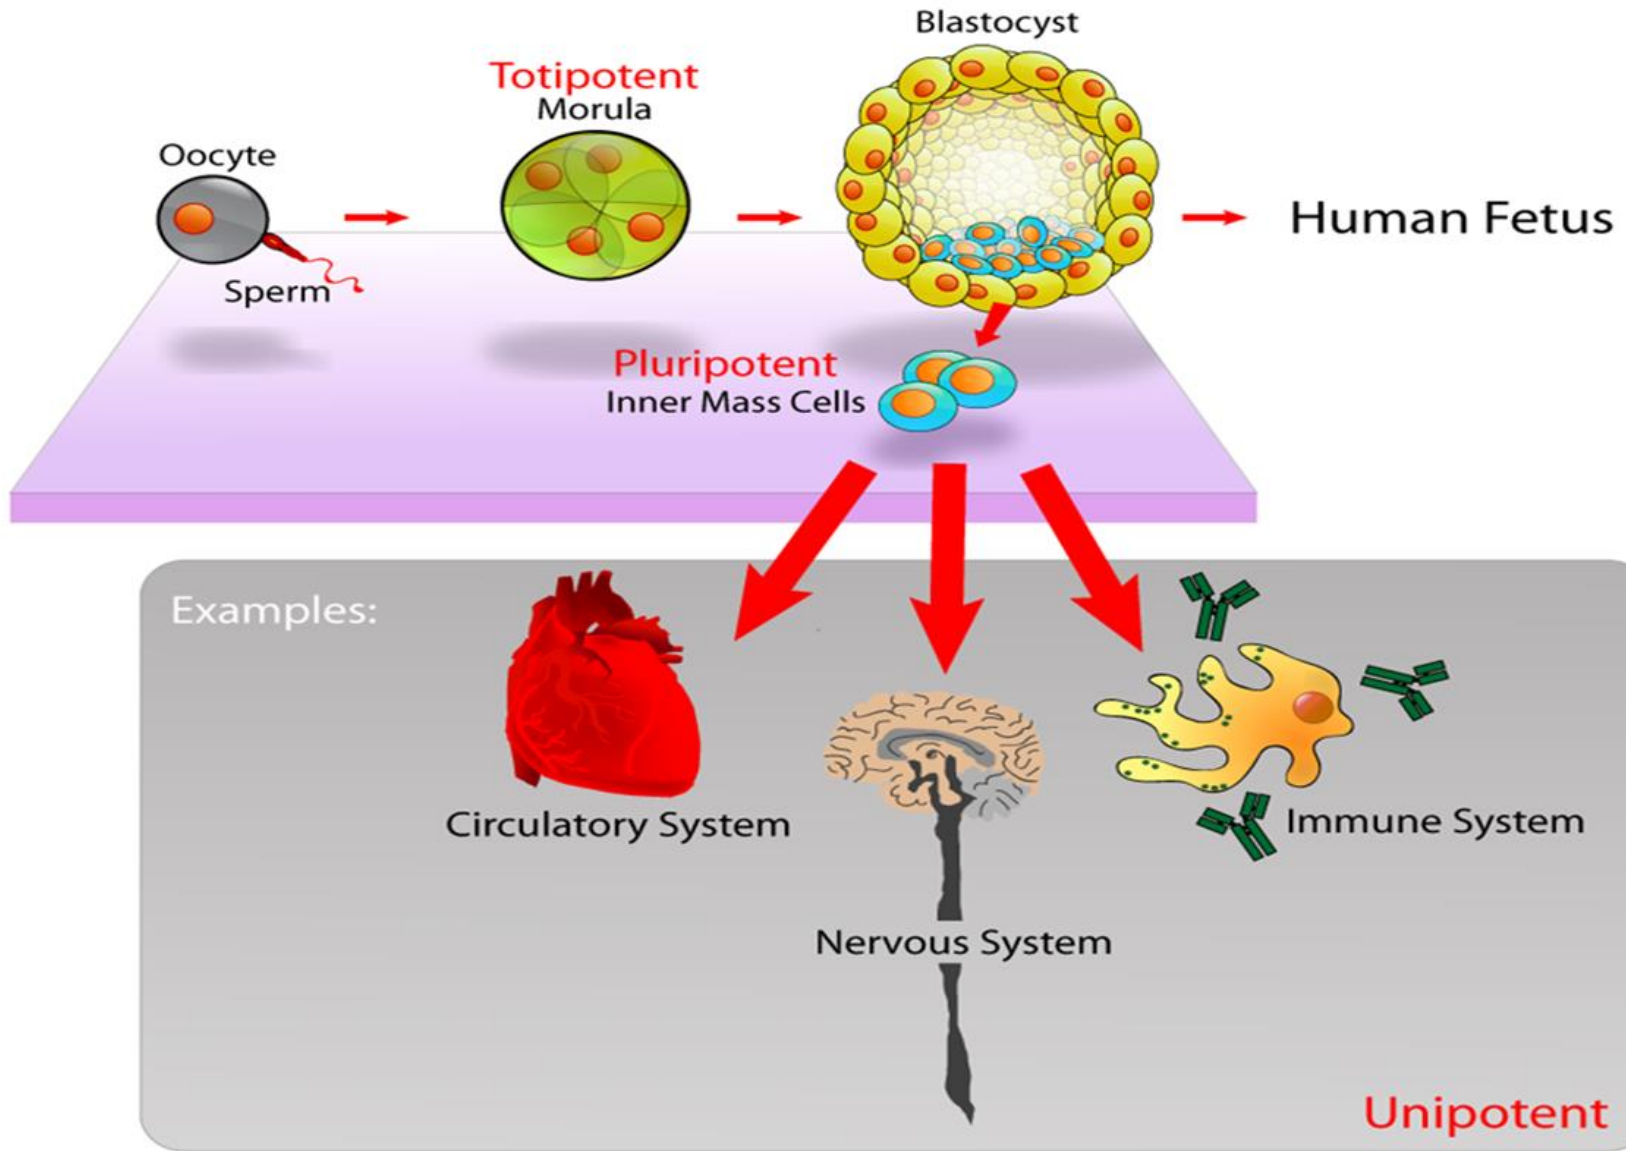 Blastocyst
Totipotent
Morula
Oocyte
Sperm
Human Fetus
Pluripotent
Inner Mass Cells
Examples:
Circulatory System
Immune System
Nervous System
Unipotent